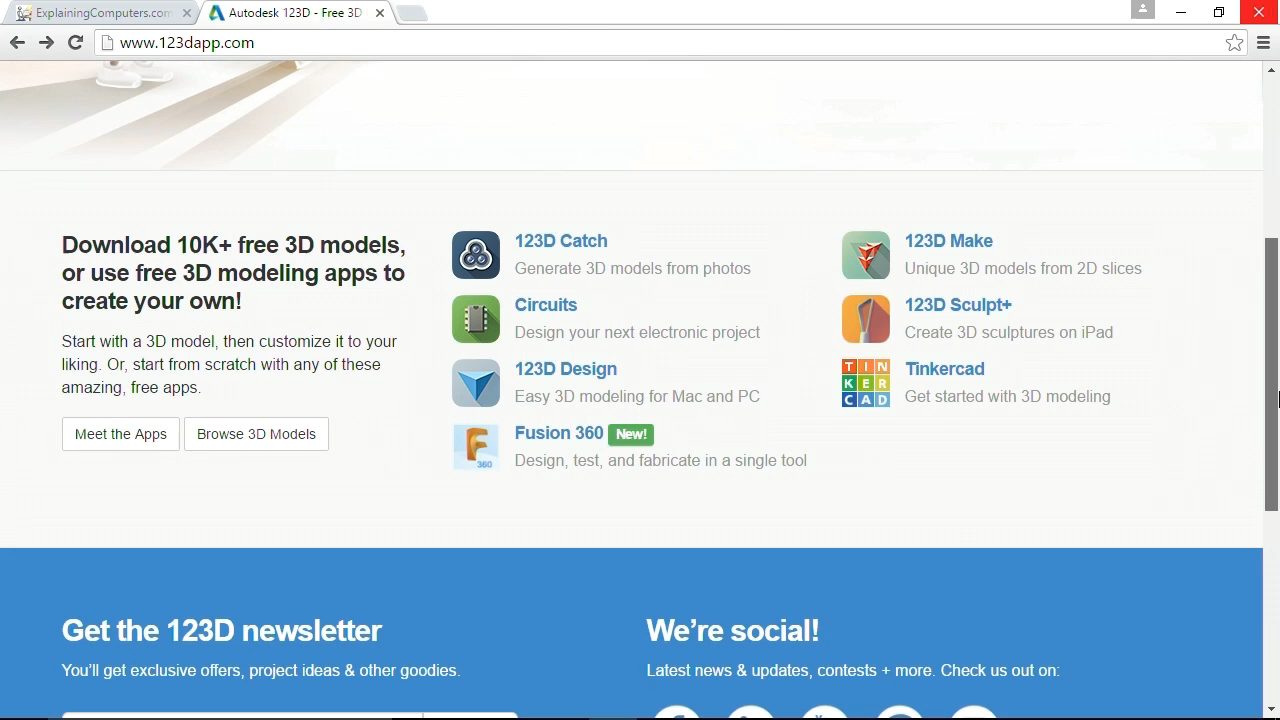 ExplainingComputers.com
Autodesk 123D - Free 3D
www.123dapp.com
Download 10K+ free 3D models,
or use free 3D modeling apps to
create your own!
Start with a 3D model, then customize it to your
liking. Or, start from scratch with any of these
amazing, free apps.
Meet the Apps
Browse 3D Models
123D Catch
Generate 3D models from photos
Circuits
Design your next electronic project
123D Design
Easy 3D modeling for Mac and PC
360
Fusion 360 New!
Design, test, and fabricate in a single tool
123D Make
Unique 3D models from 2D slices
123D Sculpt+
Create 3D sculptures on iPad
TIN
KER
CAD
Tinkercad
Get started with 3D modeling
Get the 123D newsletter
You'll get exclusive offers, project ideas & other goodies.
We're social!
Latest news & updates, contests + more. Check us out on: